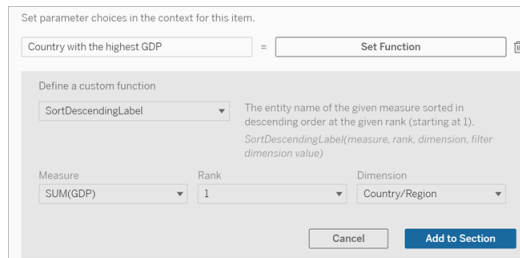 Set parameter choices in the context for this item.
Country with the highest GDP = Set Function
Define a custom function
SortDescendingLabel
The entity name of the given measure sorted in
descending order at the given rank (starting at 1).
SortDescendingLabel(measure, rank, dimension, filter
dimension value)
Measure Rank Dimension
SUM(GDP) 1 Country/Region
Cancel Add to Section